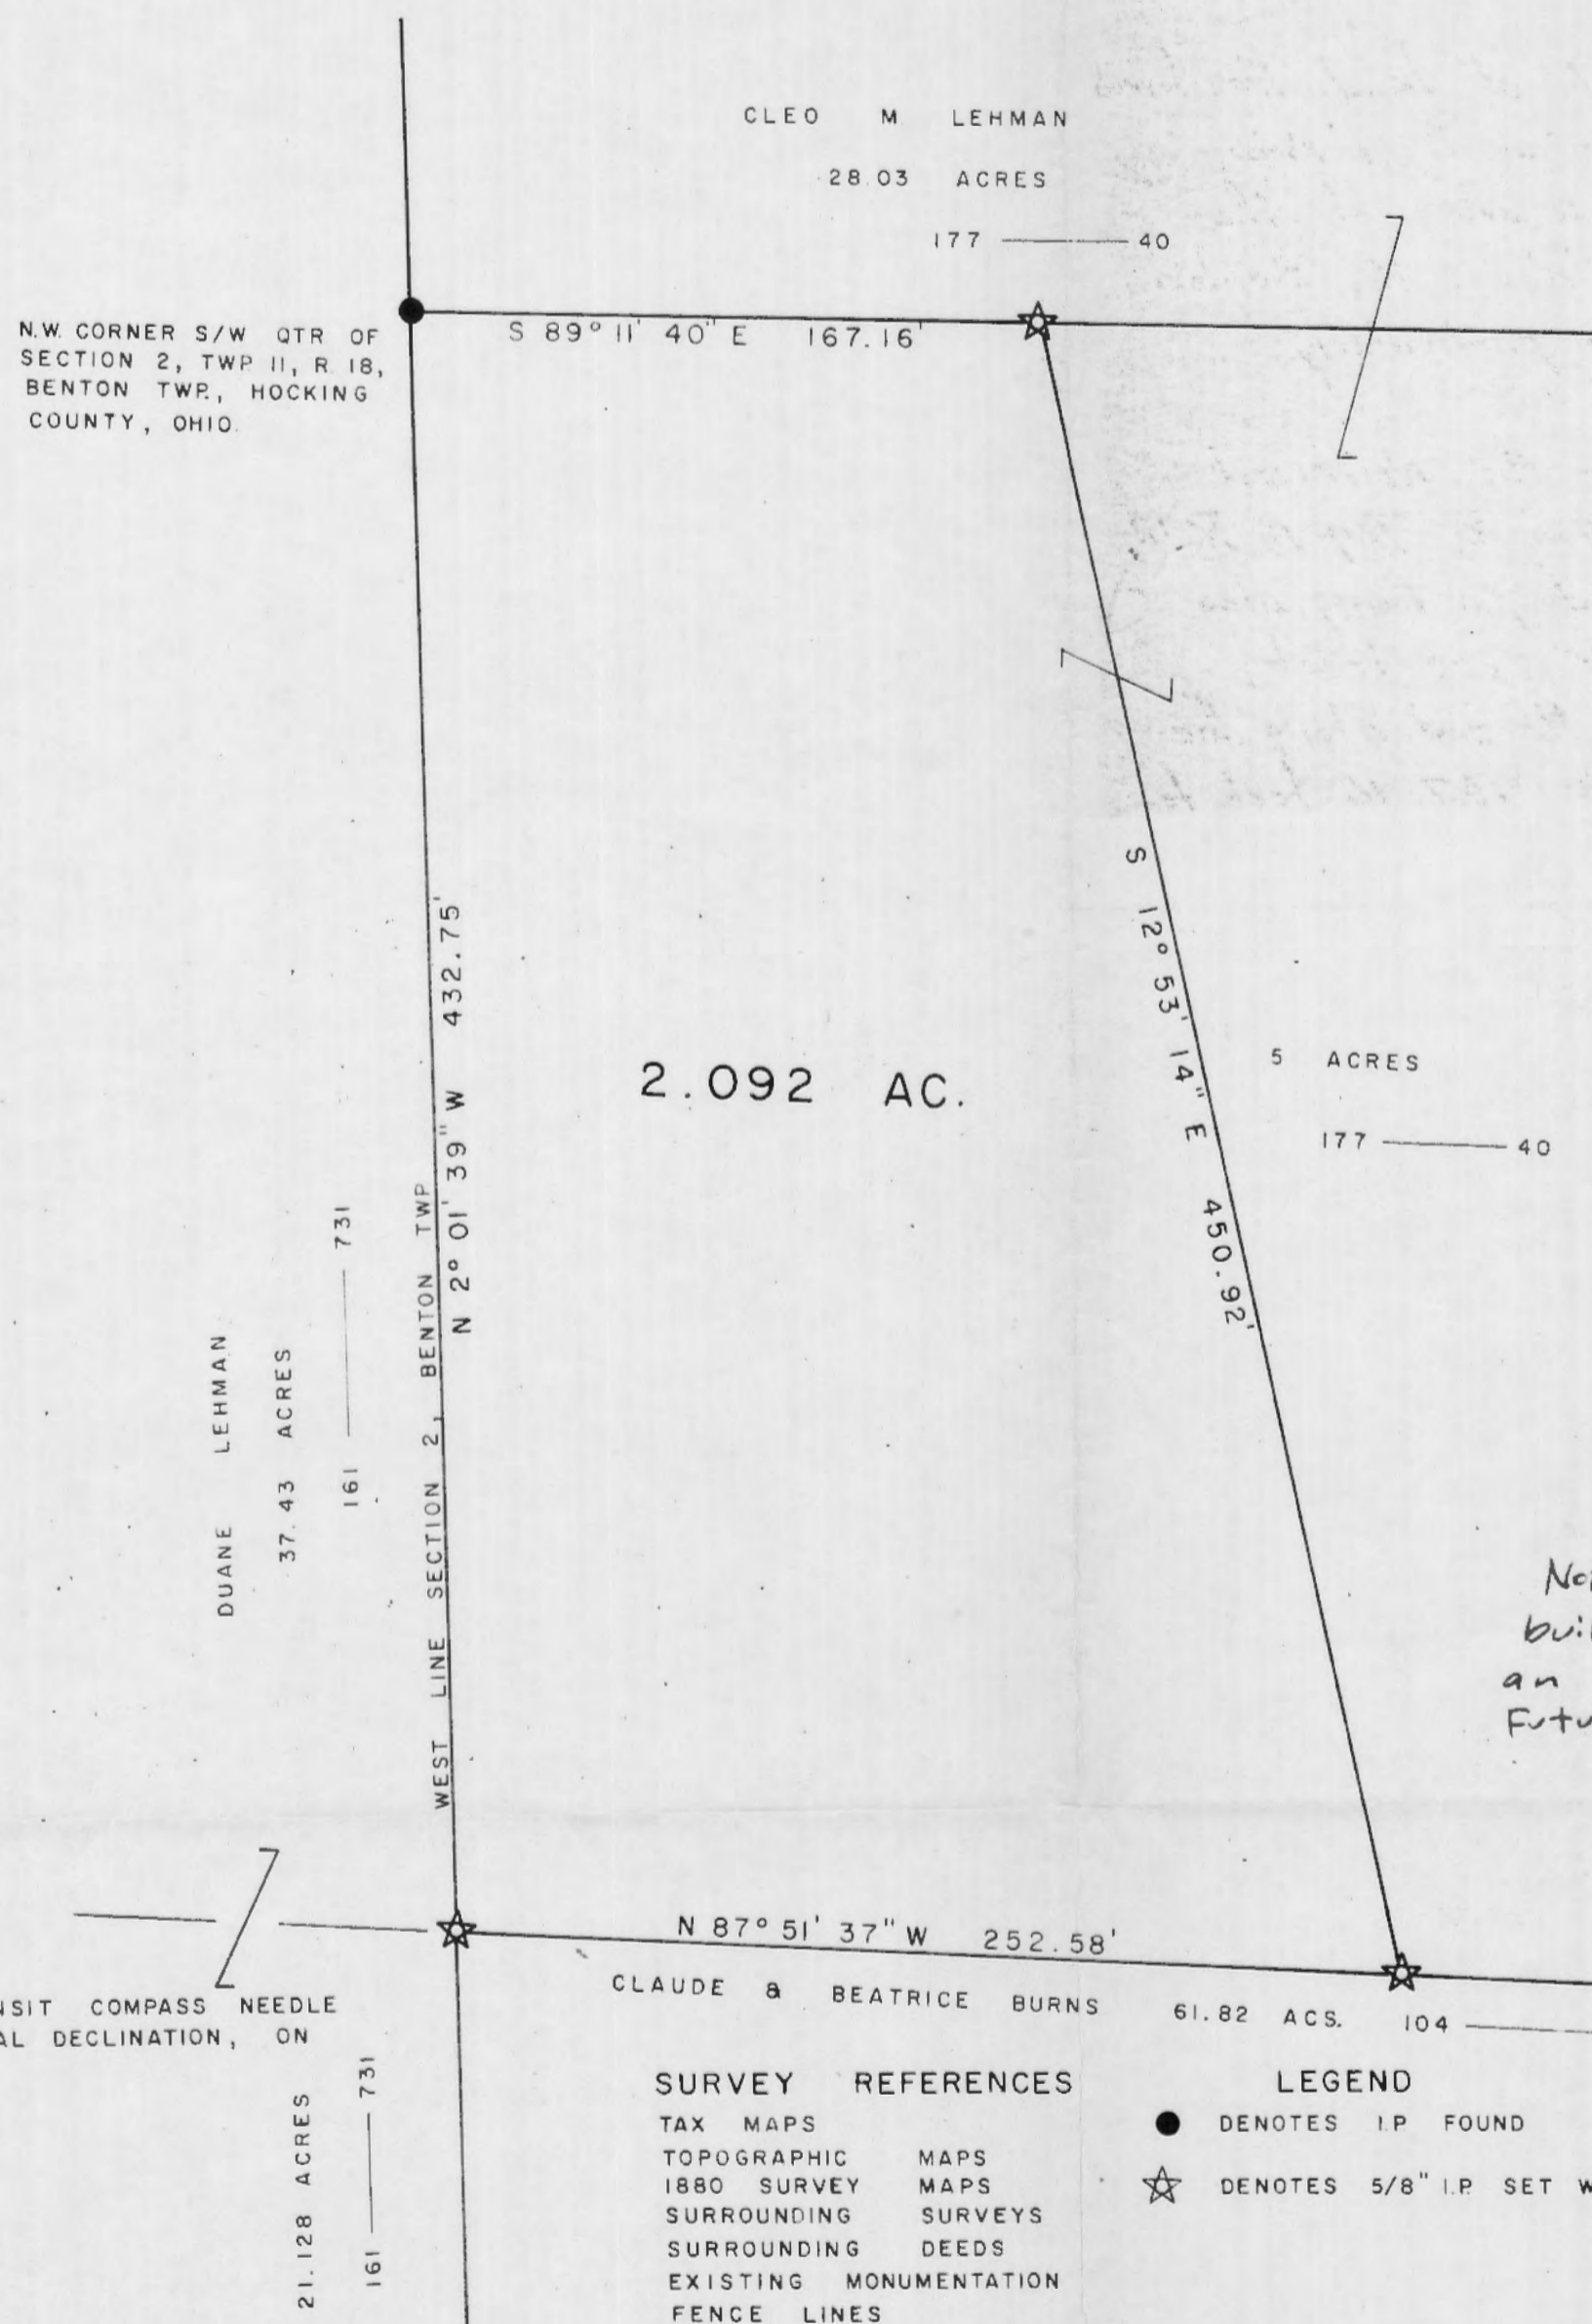 CLEO M LEHMAN
28.03 ACRES
177 — 40
N.W. CORNER S/W QTR OF
SECTION 2, TWP 11, R 18,
BENTON TWP., HOCKING
COUNTY, OHIO.
S 89° 11' 40" E 167.16'
S 12° 53' 14" E 450.92'
N 2° 01' 39" W 432.75'
WEST LINE SECTION 2, BENTON TWP
2.092 AC.
5 ACRES
177 — 40
DUANE LEHMAN
37.43 ACRES
161 — 731
an
N 87° 51' 37" W 252.58'
CLAUDE & BEATRICE BURNS 61.82 ACS. 104 —
COMPASS NEEDLE
DECLINATION, ON
21.128 ACRES
161 — 731
SURVEY REFERENCES
TAX MAPS
TOPOGRAPHIC MAPS
1880 SURVEY MAPS
SURROUNDING SURVEYS
SURROUNDING DEEDS
EXISTING MONUMENTATION
FENCE LINES
LEGEND
DENOTES I.P FOUND
DENOTES 5/8" I.P. SET